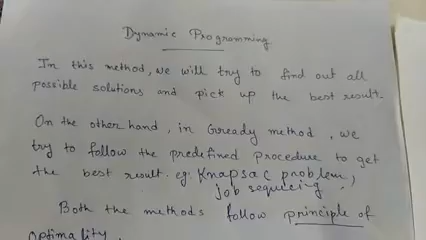 Dynamic Programming
In this method, we will try to find out all
possible solutions and pick up the best result.
On the other hand, in Gready method, we
try to follow the predefined procedure to get
the best result. eg. Knapsac problem,
job sequecing.
Both the methods follow principle of
Optimality.